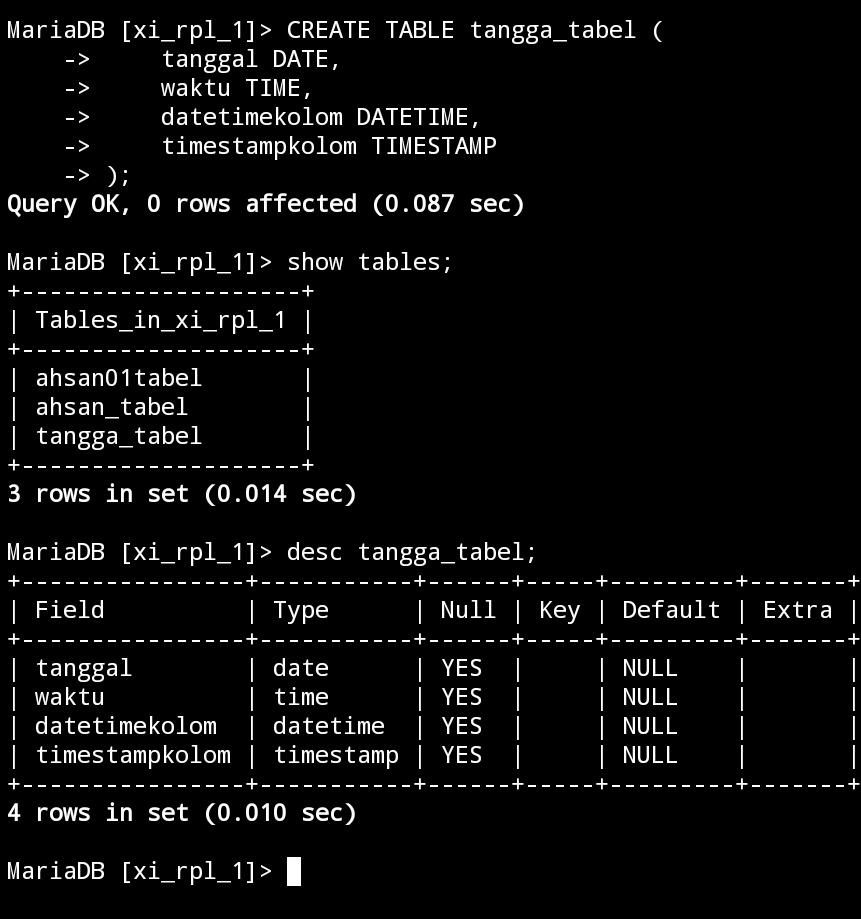 MariaDB [xi_rpl_1]> CREATE TABLE tangga_tabel (
    ->     tanggal DATE,
    ->     waktu TIME,
    ->     datetimekolom DATETIME,
    ->     timestampkolom TIMESTAMP
    -> );
Query OK, 0 rows affected (0.087 sec)

MariaDB [xi_rpl_1]> show tables;
+--------------------+
| Tables_in_xi_rpl_1 |
+--------------------+
| ahsan01tabel       |
| ahsan_tabel        |
| tangga_tabel       |
+--------------------+
3 rows in set (0.014 sec)

MariaDB [xi_rpl_1]> desc tangga_tabel;
+----------------+-----------+------+-----+---------+-------+
| Field          | Type      | Null | Key | Default | Extra |
+----------------+-----------+------+-----+---------+-------+
| tanggal        | date      | YES  |     | NULL    |       |
| waktu          | time      | YES  |     | NULL    |       |
| datetimekolom  | datetime  | YES  |     | NULL    |       |
| timestampkolom | timestamp | YES  |     | NULL    |       |
+----------------+-----------+------+-----+---------+-------+
4 rows in set (0.010 sec)

MariaDB [xi_rpl_1]>